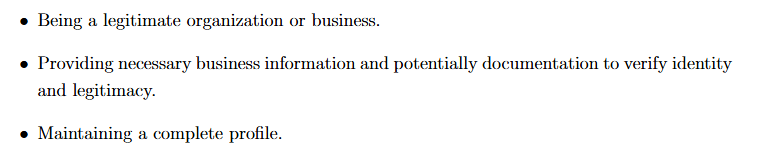 • Being a legitimate organization or business.
• Providing necessary business information and potentially documentation to verify identity
and legitimacy.
• Maintaining a complete profile.